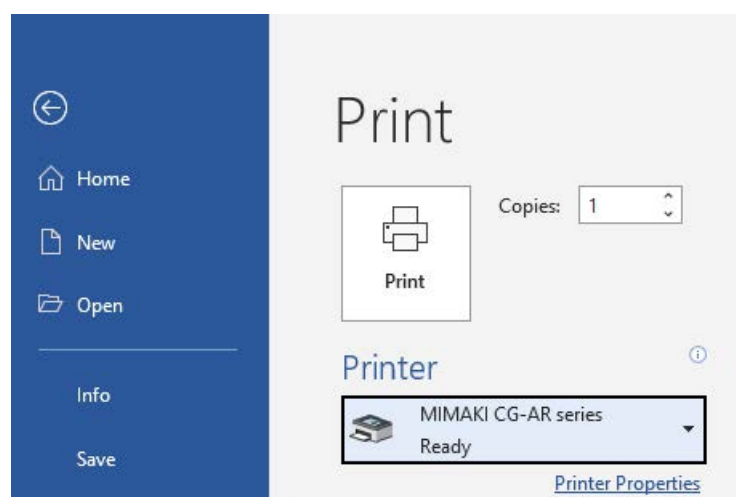 Print
Home
New
Open
Info
Save
Print
Copies: 1
Printer
MIMAKI CG-AR series
Ready
Printer Properties